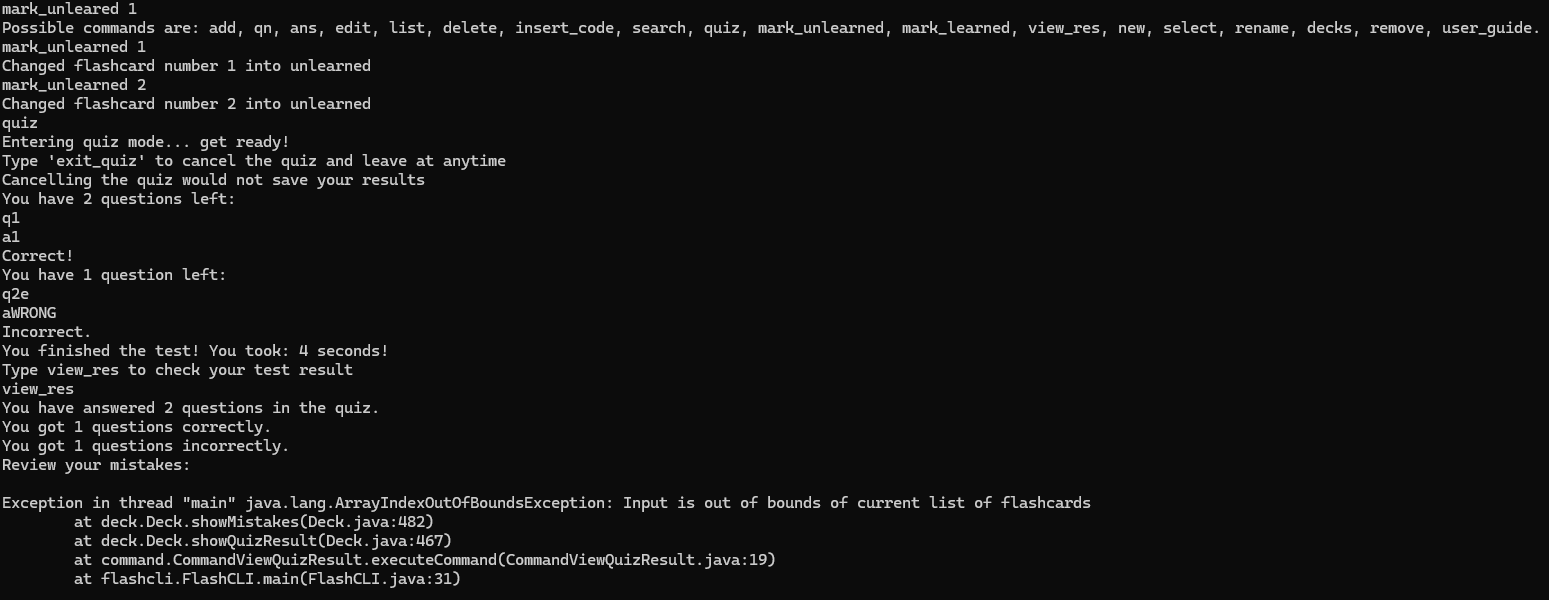 mark_unleared 1
Possible commands are: add, qn, ans, edit, list, delete, insert_code, search, quiz, mark_unlearned, mark_learned, view_res, new, select, rename, decks, remove, user_guide.
mark_unlearned 1
Changed flashcard number 1 into unlearned
mark_unlearned 2
Changed flashcard number 2 into unlearned
quiz
Entering quiz mode... get ready!
Type 'exit_quiz' to cancel the quiz and leave at anytime
Cancelling the quiz would not save your results
You have 2 questions left:
q1
a1
Correct!
You have 1 question left:
q2e
aWRONG
Incorrect.
You finished the test! You took: 4 seconds!
Type view_res to check your test result
view_res
You have answered 2 questions in the quiz.
You got 1 questions correctly.
You got 1 questions incorrectly.
Review your mistakes:
Exception in thread "main" java.lang.ArrayIndexOutOfBoundsException: Input is out of bounds of current list of flashcards
at deck.Deck.showMistakes(Deck.java:482)
at deck.Deck.showQuizResult(Deck.java:467)
at command.CommandViewQuizResult.executeCommand(CommandViewQuizResult.java:19)
at flashcli.FlashCLI.main(FlashCLI.java:31)